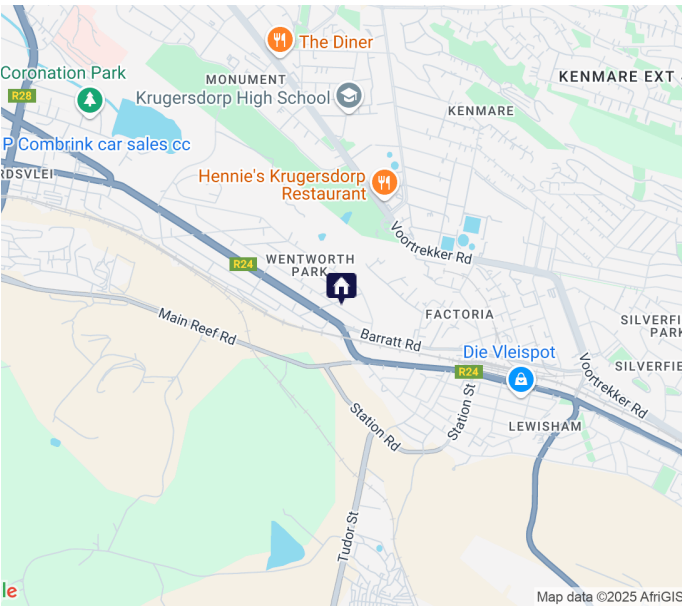 The Diner
Coronation Park
MONUMENT
KENMARE EXT
R28
Krugersdorp High School
KENMARE
P Combrink car sales cc
RDSVLEI
Hennie's Krugersdorp
Restaurant
Voortrekker Rd
R24
WENTWORTH
PARK
Main Reef Rd
FACTORIA
SILVERFI
PARK
Barratt Rd
Die Vleispot
R24
SILVERFIE
Voortrekker Rd
Station Rd
Station St
LEWISHAM
Tudor St
le
Map data ©2025 AfriGIS